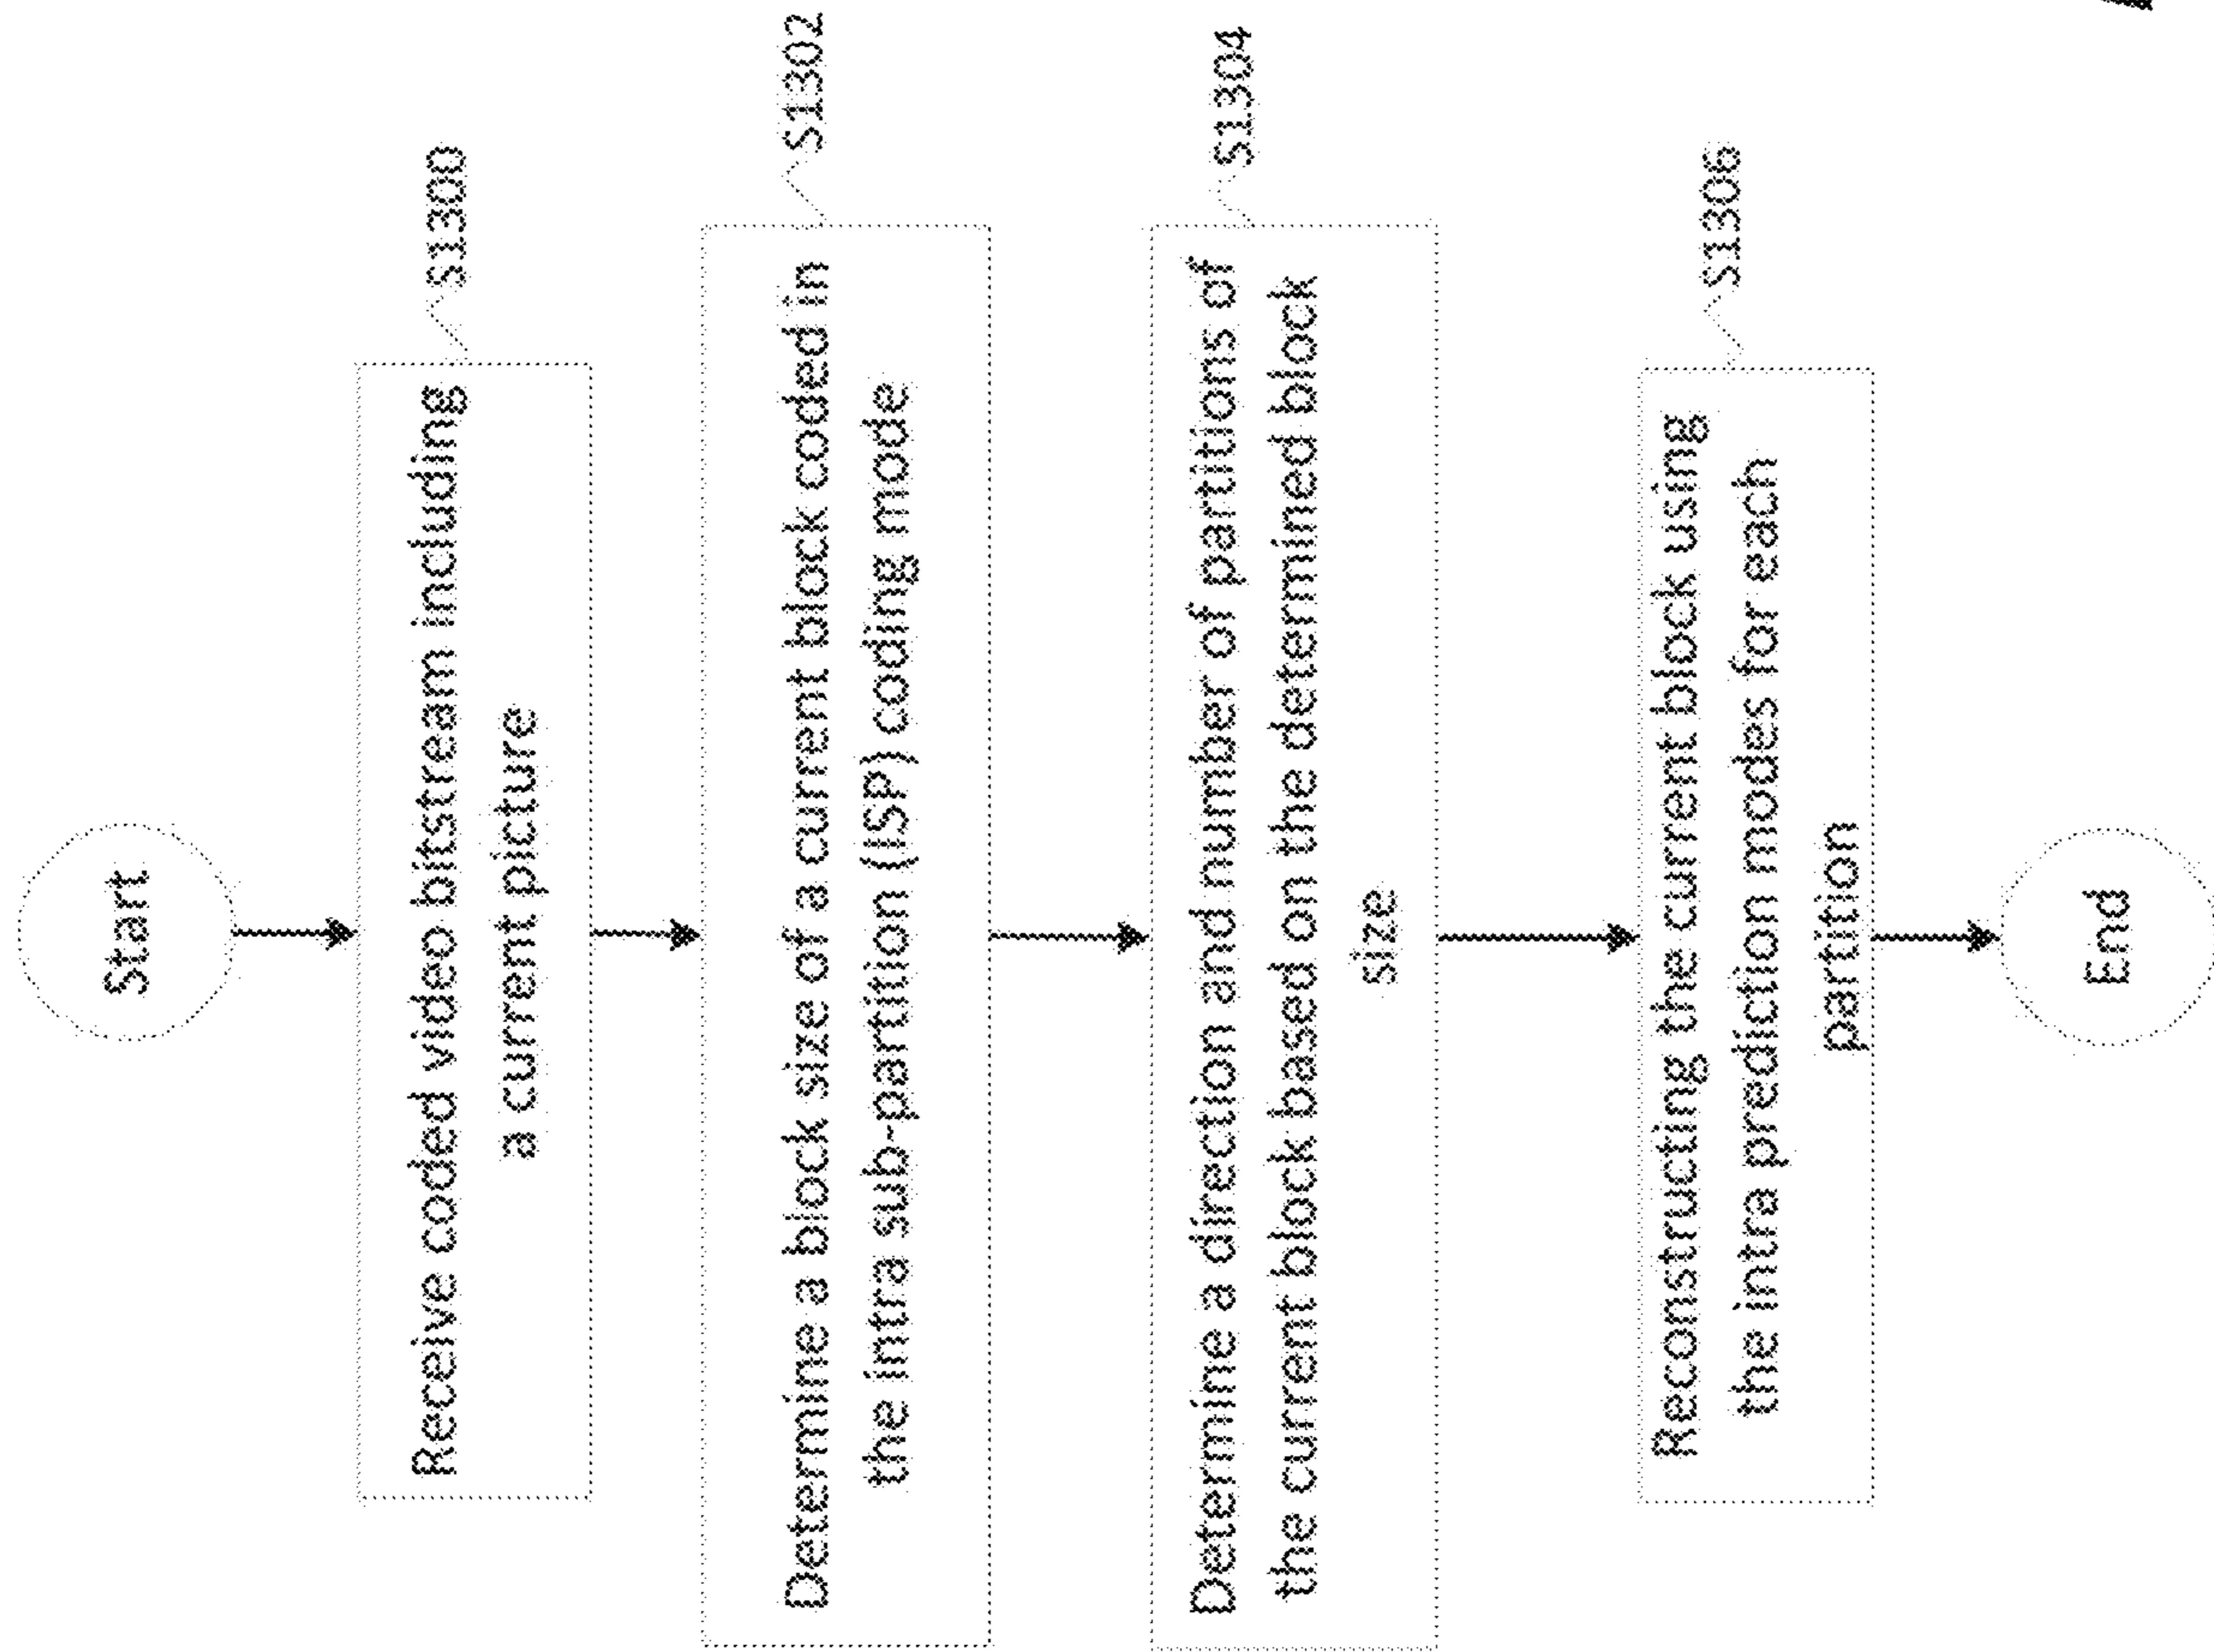 Start
Receive coded video bitstream including
a current picture
S1300
Determine a block size of a current block coded in
the intra sub-partition (ISP) coding mode
S1302
Determine a direction and number of partitions of
the current block based on the determined block
size
S1304
Reconstructing the current block using
the intra prediction modes for each
partition
S1306
End